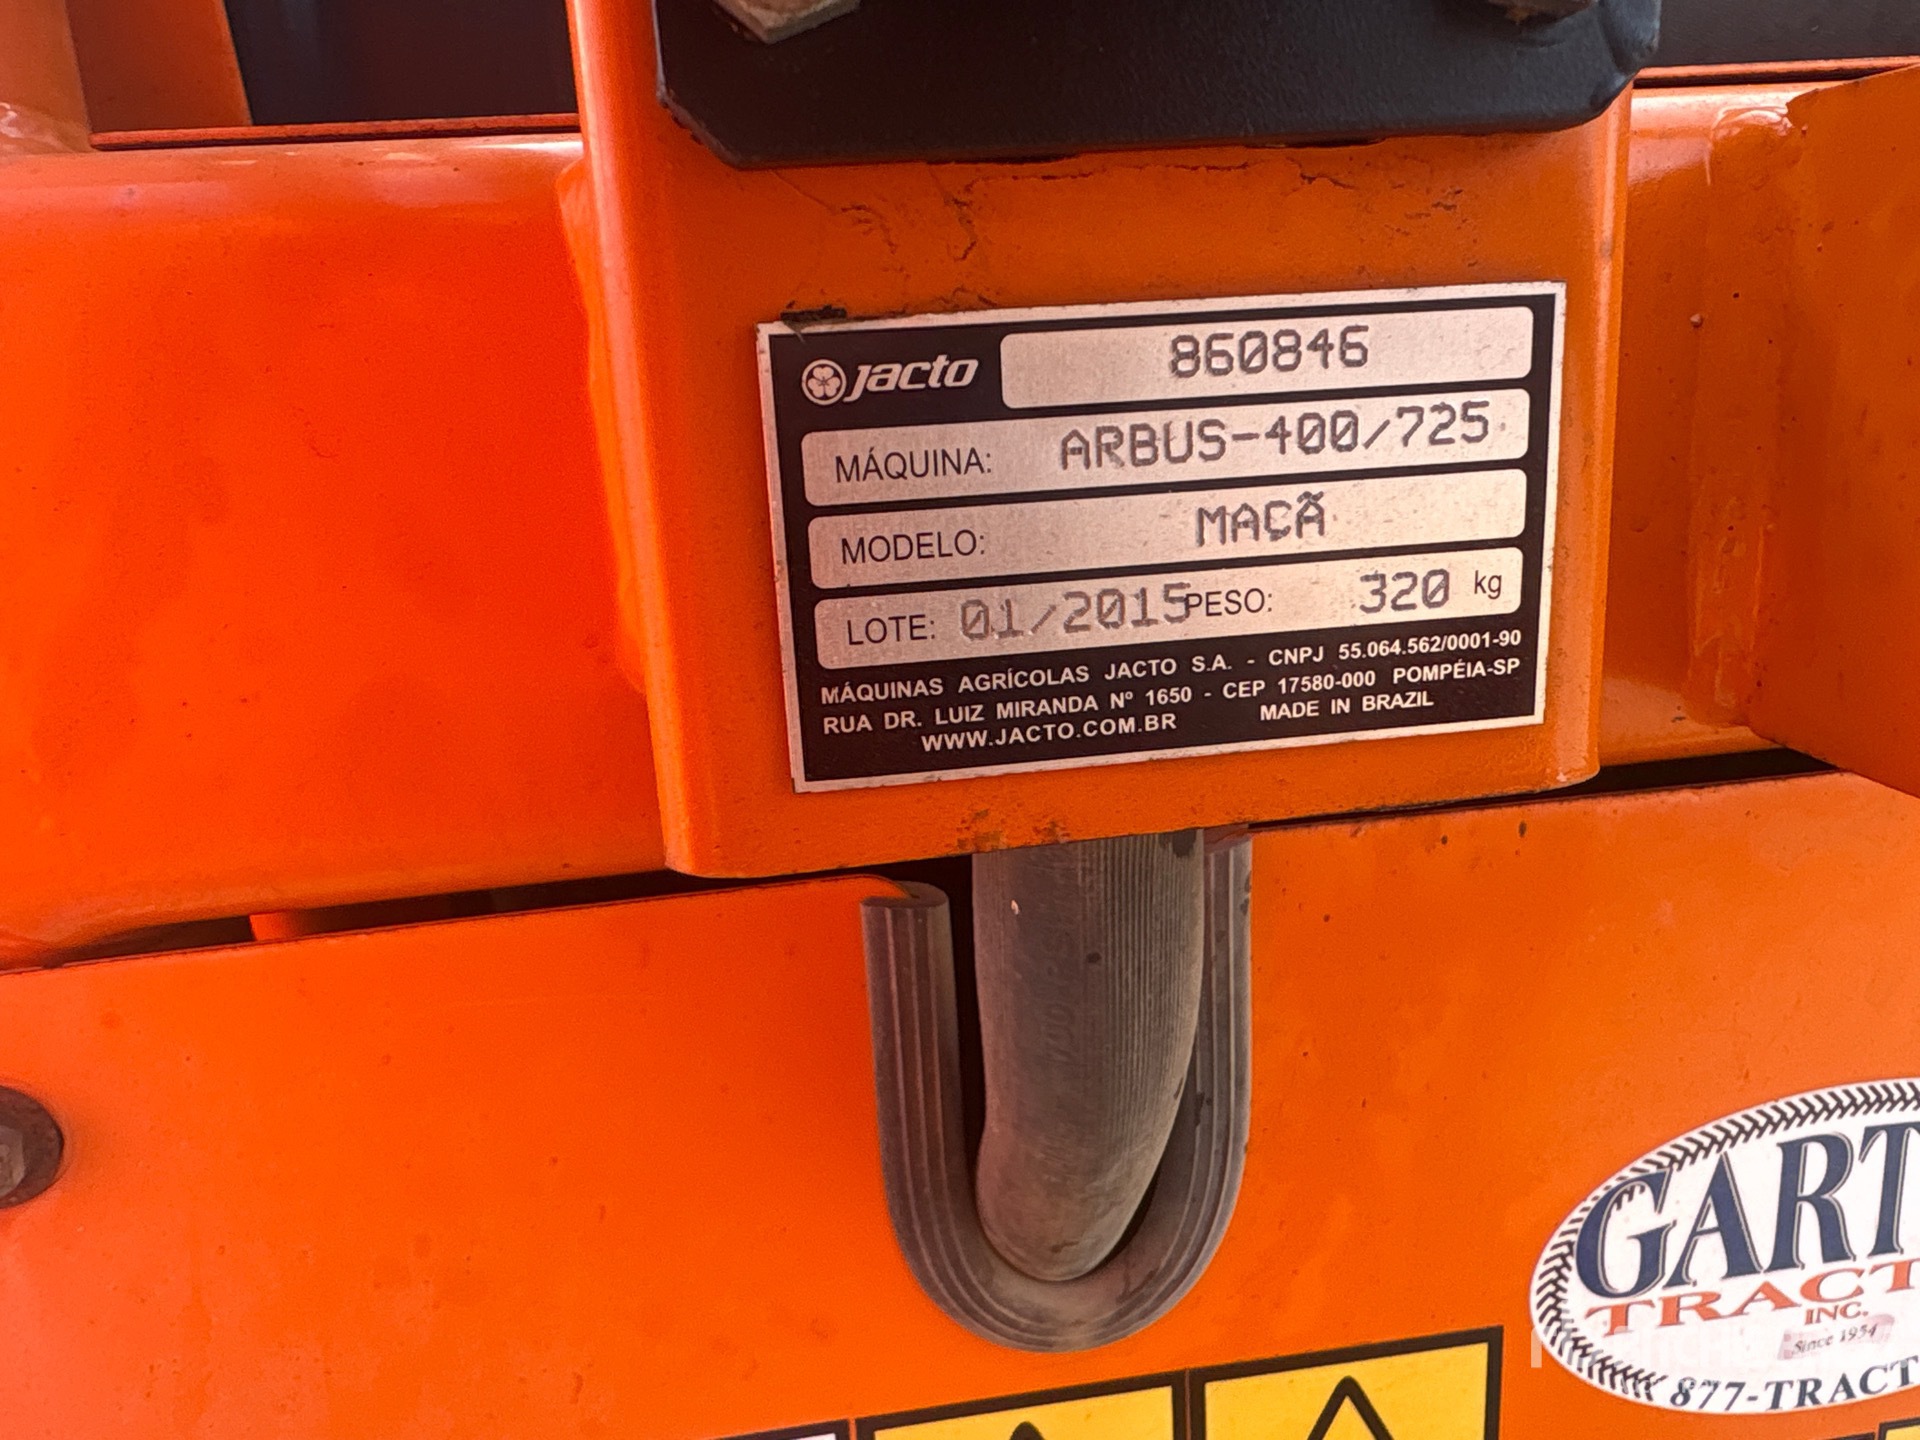 jacto 860846
MÁQUINA: ARBUS-400/725
MODELO: MAÇÃ
LOTE: 01/2015 PESO: 320 kg
MÁQUINAS AGRÍCOLAS JACTO S.A. - CNPJ 55.064.562/0001-90
RUA DR. LUIZ MIRANDA Nº 1650 - CEP 17580-000 POMPÉIA-SP
WWW.JACTO.COM.BR MADE IN BRAZIL
GART
TRACT
INC.
Since 1954
877-TRACT